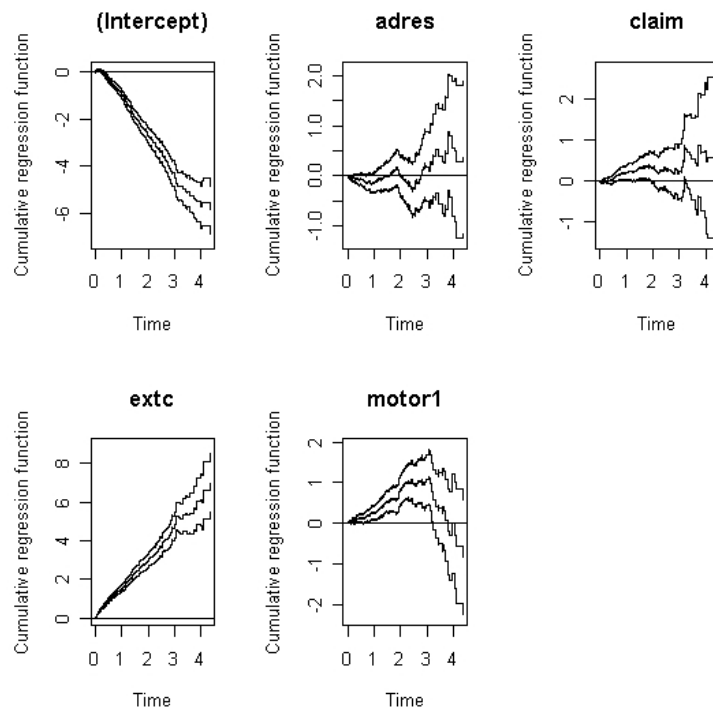 (Intercept)
Cumulative regression function
0
-2
-4
-6
0 1 2 3 4
Time
adres
Cumulative regression function
2.0
1.0
0.0
-1.0
0 1 2 3 4
Time
claim
Cumulative regression function
2
1
0
-1
0 1 2 3 4
Time
extc
Cumulative regression function
8
6
4
2
0
0 1 2 3 4
Time
motor1
Cumulative regression function
2
1
0
-1
-2
0 1 2 3 4
Time